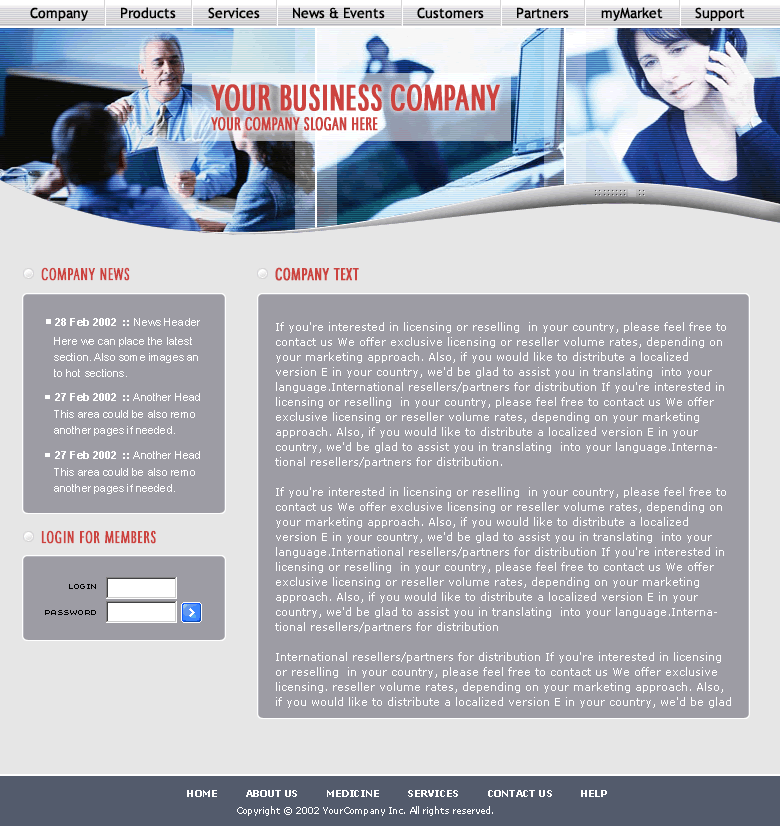 Company Products Services News & Events Customers Partners myMarket Support
YOUR BUSINESS COMPANY
YOUR COMPANY SLOGAN HERE
COMPANY NEWS
28 Feb 2002 :: News Header
Here we can place the latest
section. Also some images an
to hot sections.
27 Feb 2002 :: Another Head
This area could be also remo
another pages if needed.
27 Feb 2002 :: Another Head
This area could be also remo
another pages if needed.
LOGIN FOR MEMBERS
LOGIN
PASSWORD
COMPANY TEXT
If you're interested in licensing or reselling in your country, please feel free to
contact us We offer exclusive licensing or reseller volume rates, depending on
your marketing approach. Also, if you would like to distribute a localized
version E in your country, we'd be glad to assist you in translating into your
language.International resellers/partners for distribution If you're interested in
licensing or reselling in your country, please feel free to contact us We offer
exclusive licensing or reseller volume rates, depending on your marketing
approach. Also, if you would like to distribute a localized version E in your
country, we'd be glad to assist you in translating into your language.Interna-
tional resellers/partners for distribution.
If you're interested in licensing or reselling in your country, please feel free to
contact us We offer exclusive licensing or reseller volume rates, depending on
your marketing approach. Also, if you would like to distribute a localized
version E in your country, we'd be glad to assist you in translating into your
language.International resellers/partners for distribution If you're interested in
licensing or reselling in your country, please feel free to contact us We offer
exclusive licensing or reseller volume rates, depending on your marketing
approach. Also, if you would like to distribute a localized version E in your
country, we'd be glad to assist you in translating into your language.Interna-
tional resellers/partners for distribution
International resellers/partners for distribution If you're interested in licensing
or reselling in your country, please feel free to contact us We offer exclusive
licensing. reseller volume rates, depending on your marketing approach. Also,
if you would like to distribute a localized version E in your country, we'd be glad
HOME ABOUT US MEDICINE SERVICES CONTACT US HELP
Copyright © 2002 YourCompany Inc. All rights reserved.